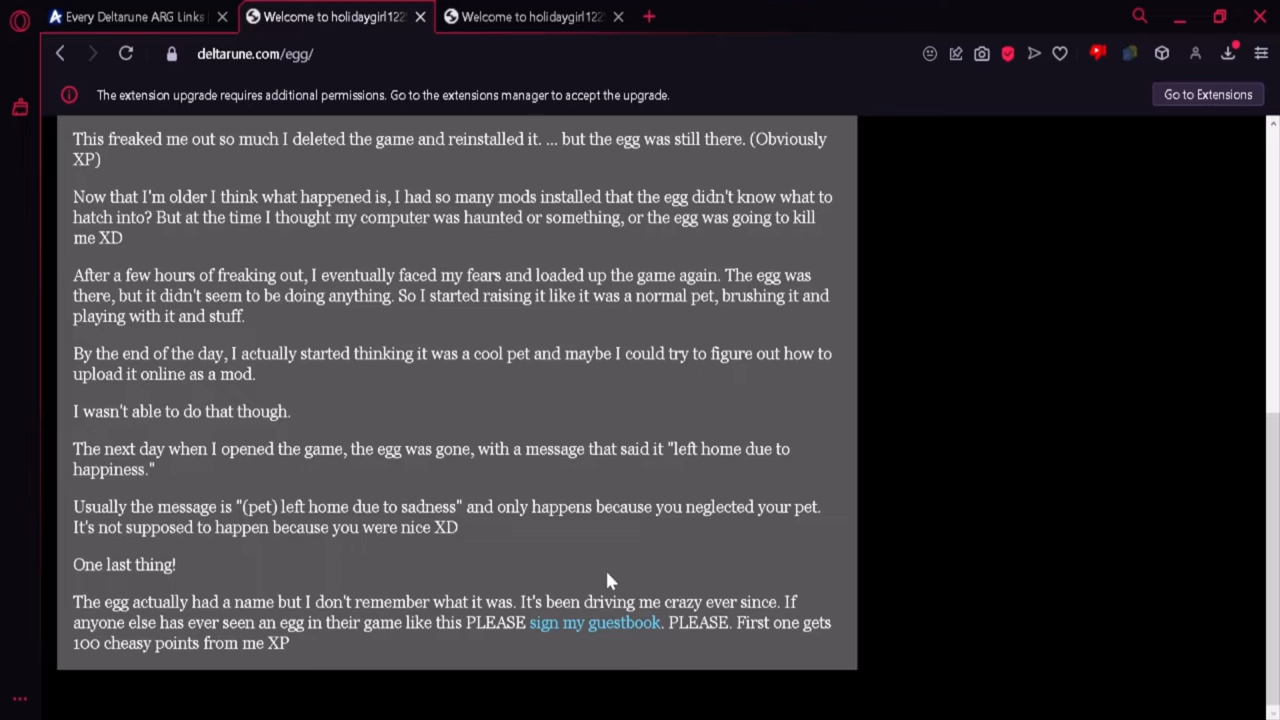 Every Deltarune ARG Links
Welcome to holidaygirl122
Welcome to holidaygirl122
deltarune.com/egg/
The extension upgrade requires additional permissions. Go to the extensions manager to accept the upgrade.
Go to Extensions
This freaked me out so much I deleted the game and reinstalled it. ... but the egg was still there. (Obviously
XP)
Now that I'm older I think what happened is, I had so many mods installed that the egg didn't know what to
hatch into? But at the time I thought my computer was haunted or something, or the egg was going to kill
me XD
After a few hours of freaking out, I eventually faced my fears and loaded up the game again. The egg was
there, but it didn't seem to be doing anything. So I started raising it like it was a normal pet, brushing it and
playing with it and stuff.
By the end of the day, I actually started thinking it was a cool pet and maybe I could try to figure out how to
upload it online as a mod.
I wasn't able to do that though.
The next day when I opened the game, the egg was gone, with a message that said it "left home due to
happiness."
Usually the message is "(pet) left home due to sadness" and only happens because you neglected your pet.
It's not supposed to happen because you were nice XD
One last thing!
The egg actually had a name but I don't remember what it was. It's been driving me crazy ever since. If
anyone else has ever seen an egg in their game like this PLEASE sign my guestbook. PLEASE. First one gets
100 cheasy points from me XP